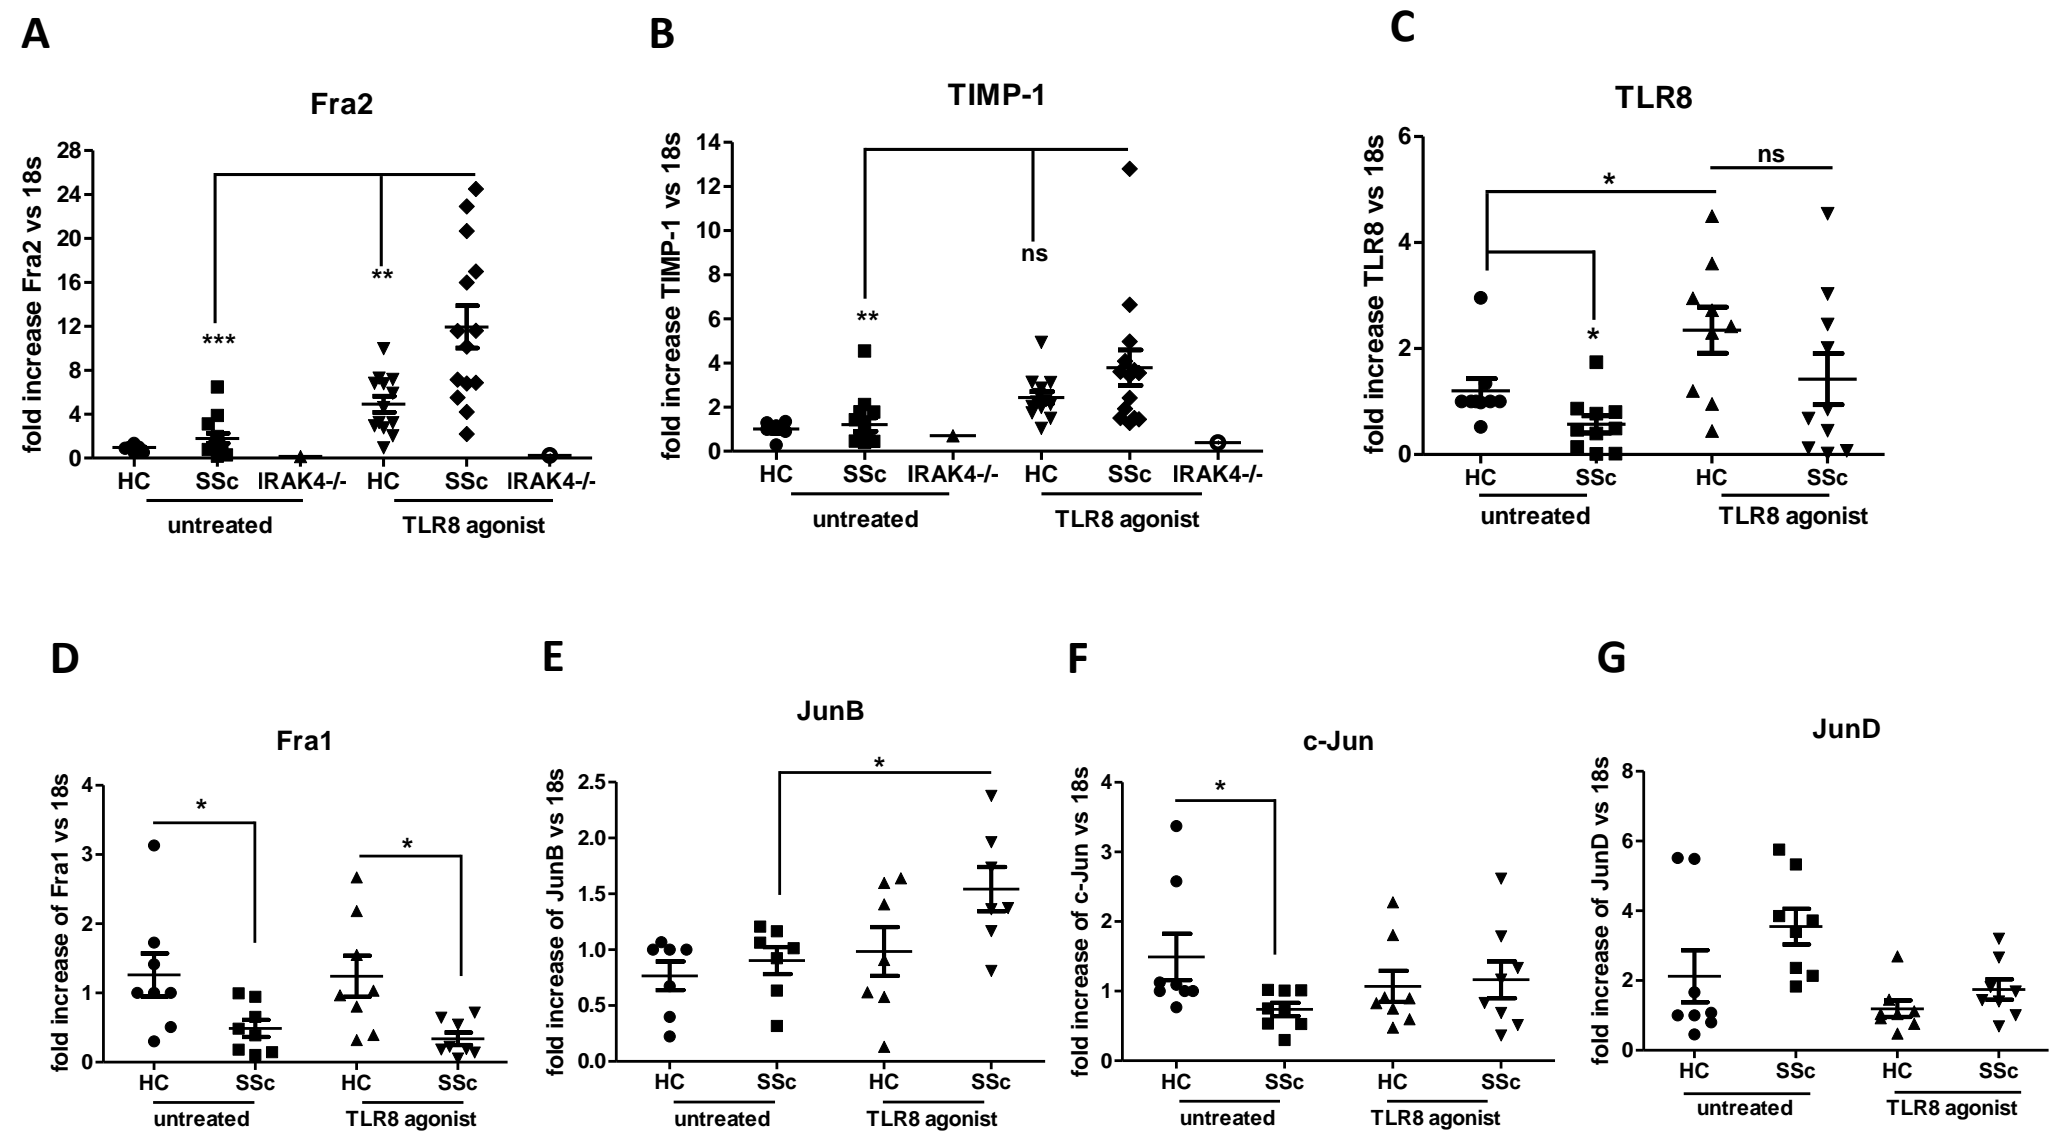 A
Fra2
fold increase Fra2 vs 18s
28
24
20
16
12
8
4
0
***
**
HC SSc IRAK4-/- HC SSc IRAK4-/-
untreated TLR8 agonist
B
TIMP-1
fold increase TIMP-1 vs 18s
14
12
10
8
6
4
2
0
**
ns
HC SSc IRAK4-/- HC SSc IRAK4-/-
untreated TLR8 agonist
C
TLR8
fold increase TLR8 vs 18s
6
4
2
0
ns
*
*
HC SSc HC SSc
untreated TLR8 agonist
D
Fra1
fold increase of Fra1 vs 18s
4
3
2
1
0
*
*
HC SSc HC SSc
untreated TLR8 agonist
E
JunB
fold increase of JunB vs 18s
2.5
2.0
1.5
1.0
0.5
0.0
*
HC SSc HC SSc
untreated TLR8 agonist
F
c-Jun
fold increase of c-Jun vs 18s
4
3
2
1
0
*
HC SSc HC SSc
untreated TLR8 agonist
G
JunD
fold increase of JunD vs 18s
8
6
4
2
0
HC SSc HC SSc
untreated TLR8 agonist